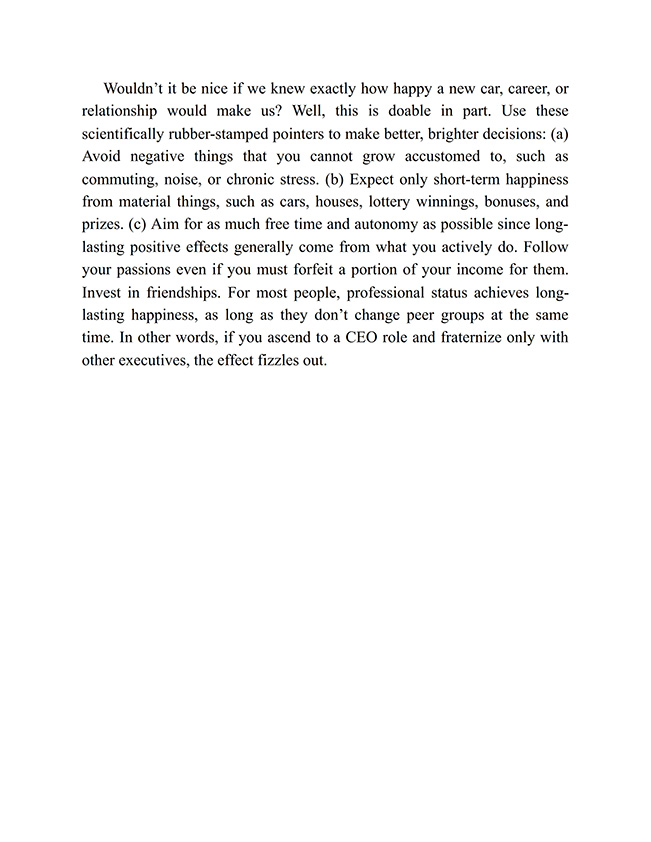 Wouldn’t it be nice if we knew exactly how happy a new car, career, or
relationship would make us? Well, this is doable in part. Use these
scientifically rubber-stamped pointers to make better, brighter decisions: (a)
Avoid negative things that you cannot grow accustomed to, such as
commuting, noise, or chronic stress. (b) Expect only short-term happiness
from material things, such as cars, houses, lottery winnings, bonuses, and
prizes. (c) Aim for as much free time and autonomy as possible since long-
lasting positive effects generally come from what you actively do. Follow
your passions even if you must forfeit a portion of your income for them.
Invest in friendships. For most people, professional status achieves long-
lasting happiness, as long as they don’t change peer groups at the same
time. In other words, if you ascend to a CEO role and fraternize only with
other executives, the effect fizzles out.